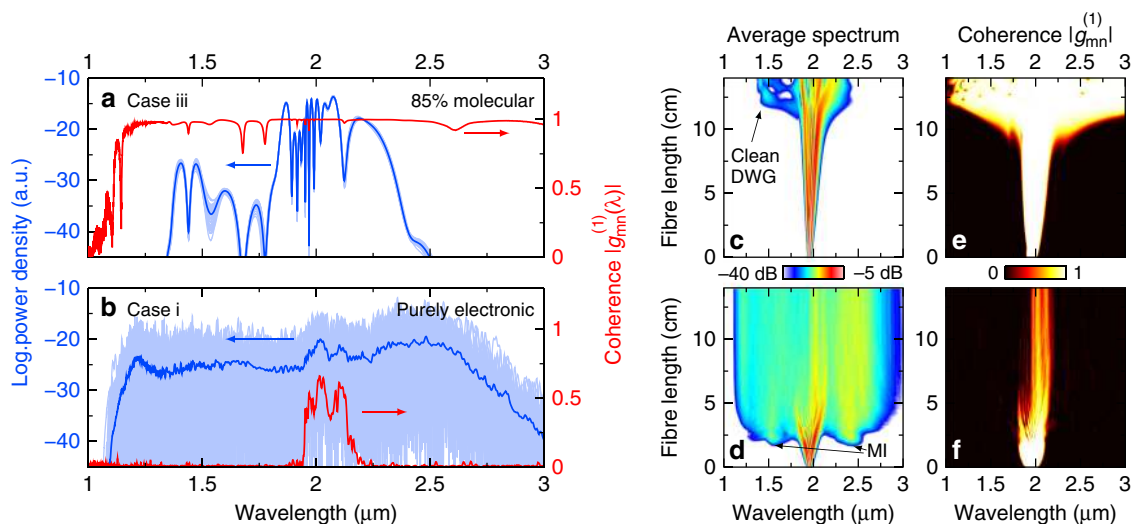 1 1.5 2 2.5 3
−10
−20
−30
−40
a Case iii 85% molecular
1
0.5
0
−10
−20
−30
−40
b Case i Purely electronic
1
0.5
0
1 1.5 2 2.5 3
Wavelength (μm)
Log.power density (a.u.)
Coherence |g_mn^(1)(λ)|
Average spectrum
1 1.5 2 2.5 3
Coherence |g_mn^(1)|
1 1.5 2 2.5 3
10
5
0
Fibre length (cm)
Clean
DWG
c
e
−40 dB −5 dB
0 1
10
5
0
Fibre length (cm)
d
MI
f
1 1.5 2 2.5 3
Wavelength (μm)
1 1.5 2 2.5 3
Wavelength (μm)